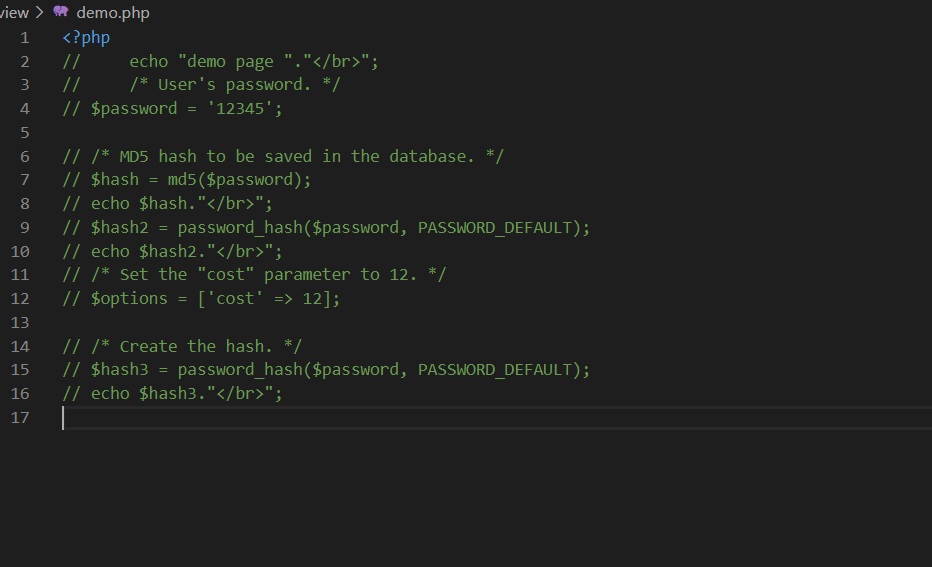 view > demo.php
1 <?php
2 //     echo "demo page "."</br>";
3 //     /* User's password. */
4 // $password = '12345';
5
6 // /* MD5 hash to be saved in the database. */
7 // $hash = md5($password);
8 // echo $hash."</br>";
9 // $hash2 = password_hash($password, PASSWORD_DEFAULT);
10 // echo $hash2."</br>";
11 // /* Set the "cost" parameter to 12. */
12 // $options = ['cost' => 12];
13
14 // /* Create the hash. */
15 // $hash3 = password_hash($password, PASSWORD_DEFAULT);
16 // echo $hash3."</br>";
17